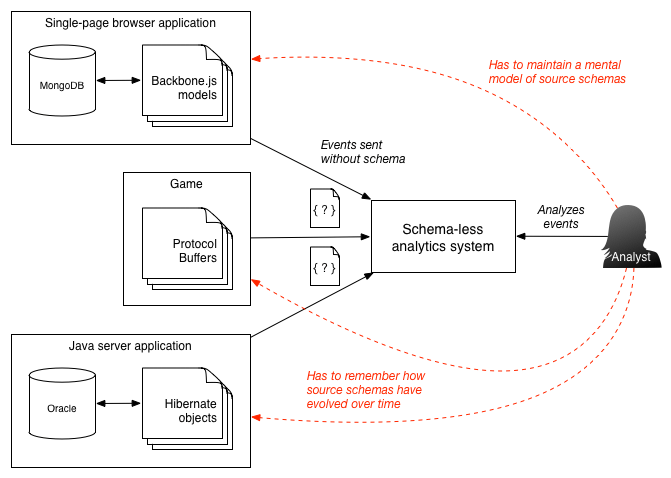 Single-page browser application
MongoDB
Backbone.js
models
Has to maintain a mental
model of source schemas
Events sent
without schema
Game
Protocol
Buffers
{ ? }
{ ? }
Schema-less
analytics system
Analyzes
events
Analyst
Java server application
Oracle
Hibernate
objects
Has to remember how
source schemas have
evolved over time